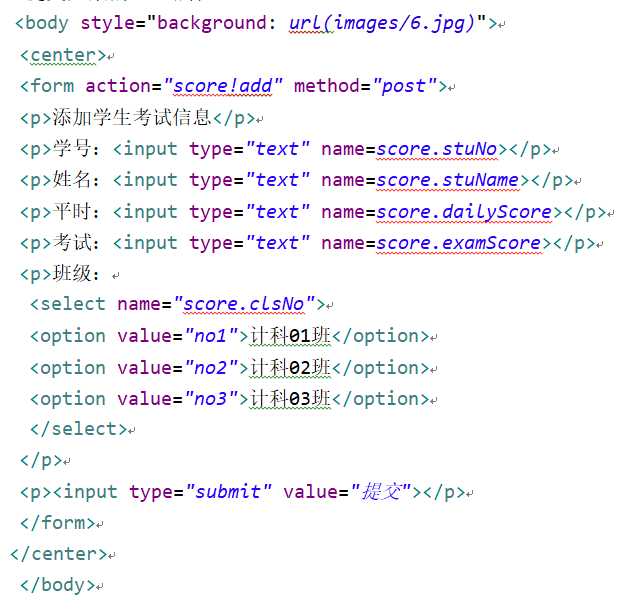 <body style="background: url(images/6.jpg)">
<center>
<form action="score!add" method="post">
<p>添加学生考试信息</p>
<p>学号：<input type="text" name=score.stuNo></p>
<p>姓名：<input type="text" name=score.stuName></p>
<p>平时：<input type="text" name=score.dailyScore></p>
<p>考试：<input type="text" name=score.examScore></p>
<p>班级：
<select name="score.clsNo">
<option value="no1">计科01班</option>
<option value="no2">计科02班</option>
<option value="no3">计科03班</option>
</select>
</p>
<p><input type="submit" value="提交"></p>
</form>
</center>
</body>